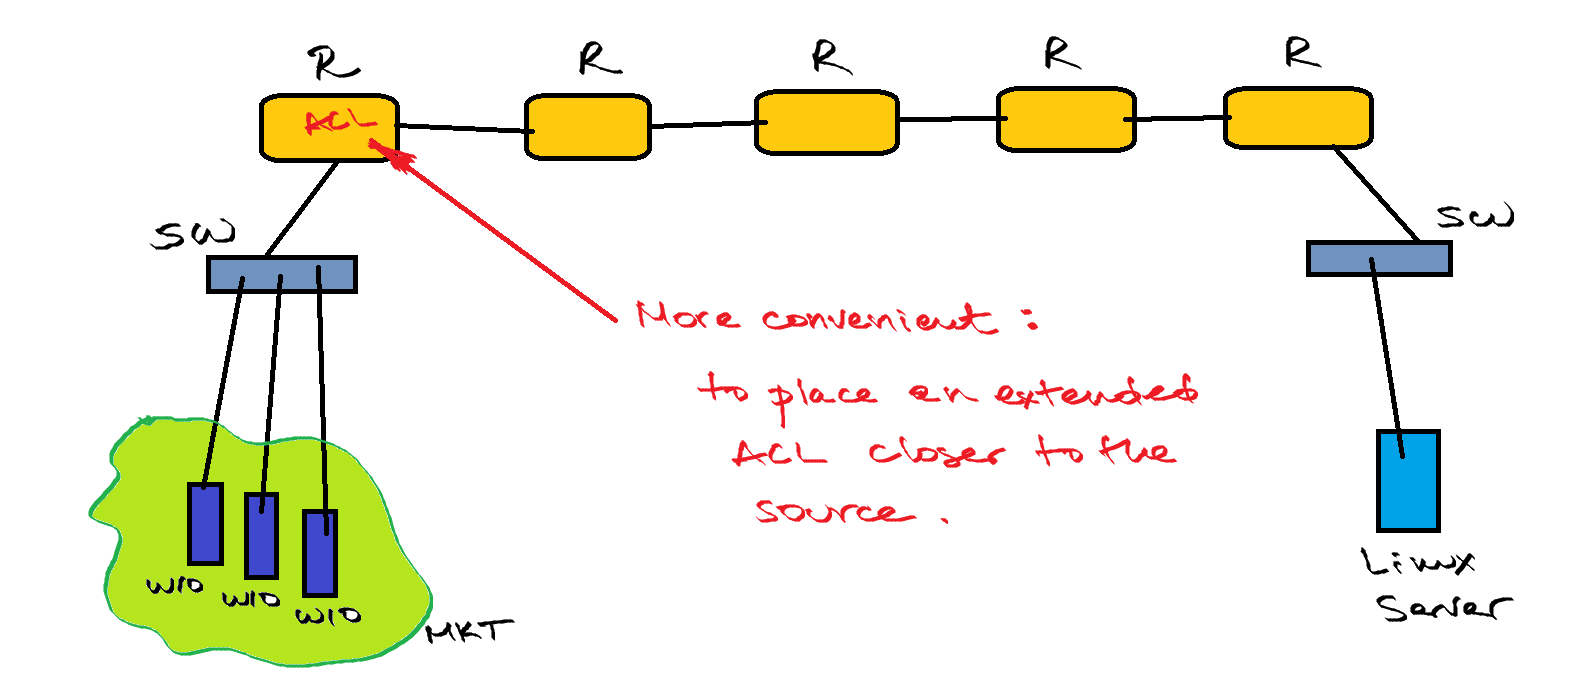 R R R R R
ACL
SW
SW
More convenient :
to place an extended
ACL closer to the
source .
W10 W10 W10
MKT
Linux
Server